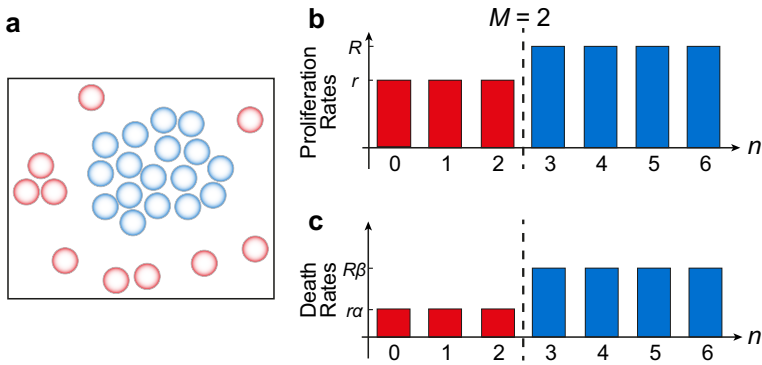 a
b
M = 2
Proliferation
Rates
R
r
0 1 2 3 4 5 6 n
c
Death
Rates
Rβ
rα
0 1 2 3 4 5 6 n